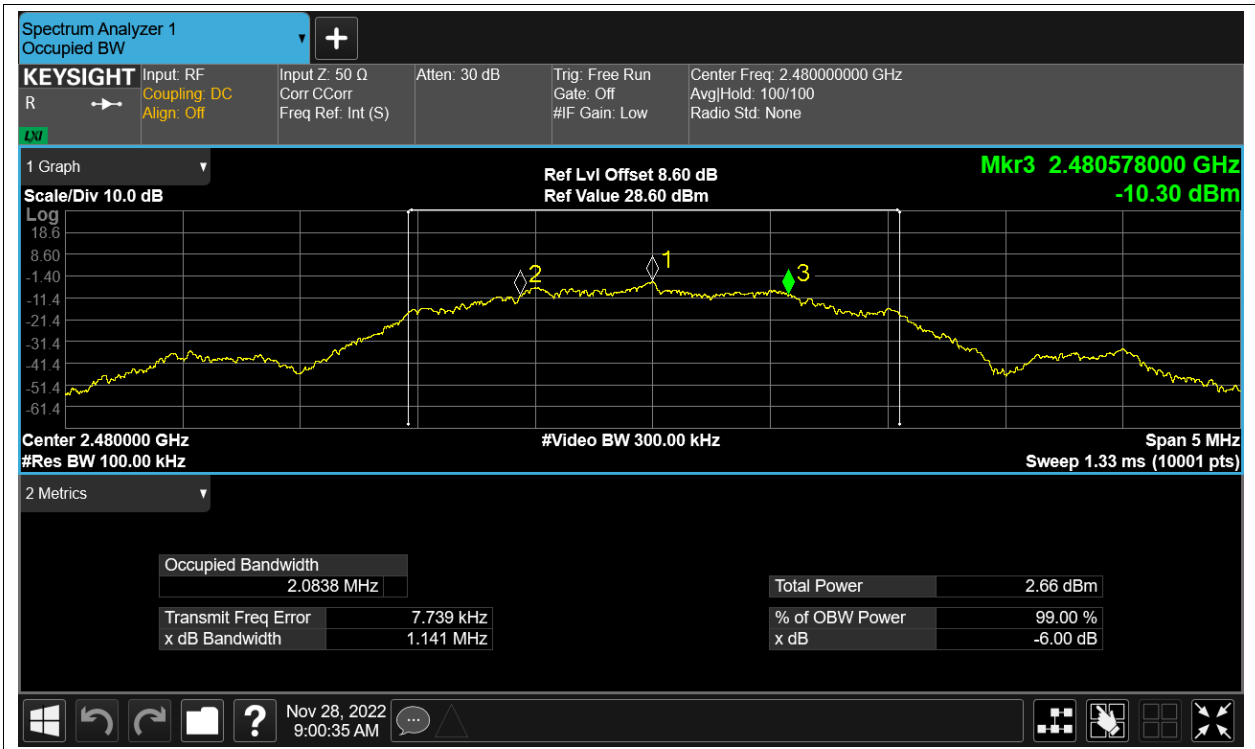 Spectrum Analyzer 1
Occupied BW
KEYSIGHT
R
LXI
Input: RF
Coupling: DC
Align: Off
Input Z: 50 Ω
Corr CCorr
Freq Ref: Int (S)
Atten: 30 dB
Trig: Free Run
Gate: Off
#IF Gain: Low
Center Freq: 2.480000000 GHz
Avg|Hold: 100/100
Radio Std: None
1 Graph
Scale/Div 10.0 dB
Ref Lvl Offset 8.60 dB
Ref Value 28.60 dBm
Mkr3 2.480578000 GHz
-10.30 dBm
Log
18.6
8.60
-1.40
-11.4
-21.4
-31.4
-41.4
-51.4
-61.4
2
1
3
Center 2.480000 GHz
#Res BW 100.00 kHz
#Video BW 300.00 kHz
Span 5 MHz
Sweep 1.33 ms (10001 pts)
2 Metrics
Occupied Bandwidth
2.0838 MHz
Transmit Freq Error 7.739 kHz
x dB Bandwidth 1.141 MHz
Total Power 2.66 dBm
% of OBW Power 99.00 %
x dB -6.00 dB
Nov 28, 2022
9:00:35 AM